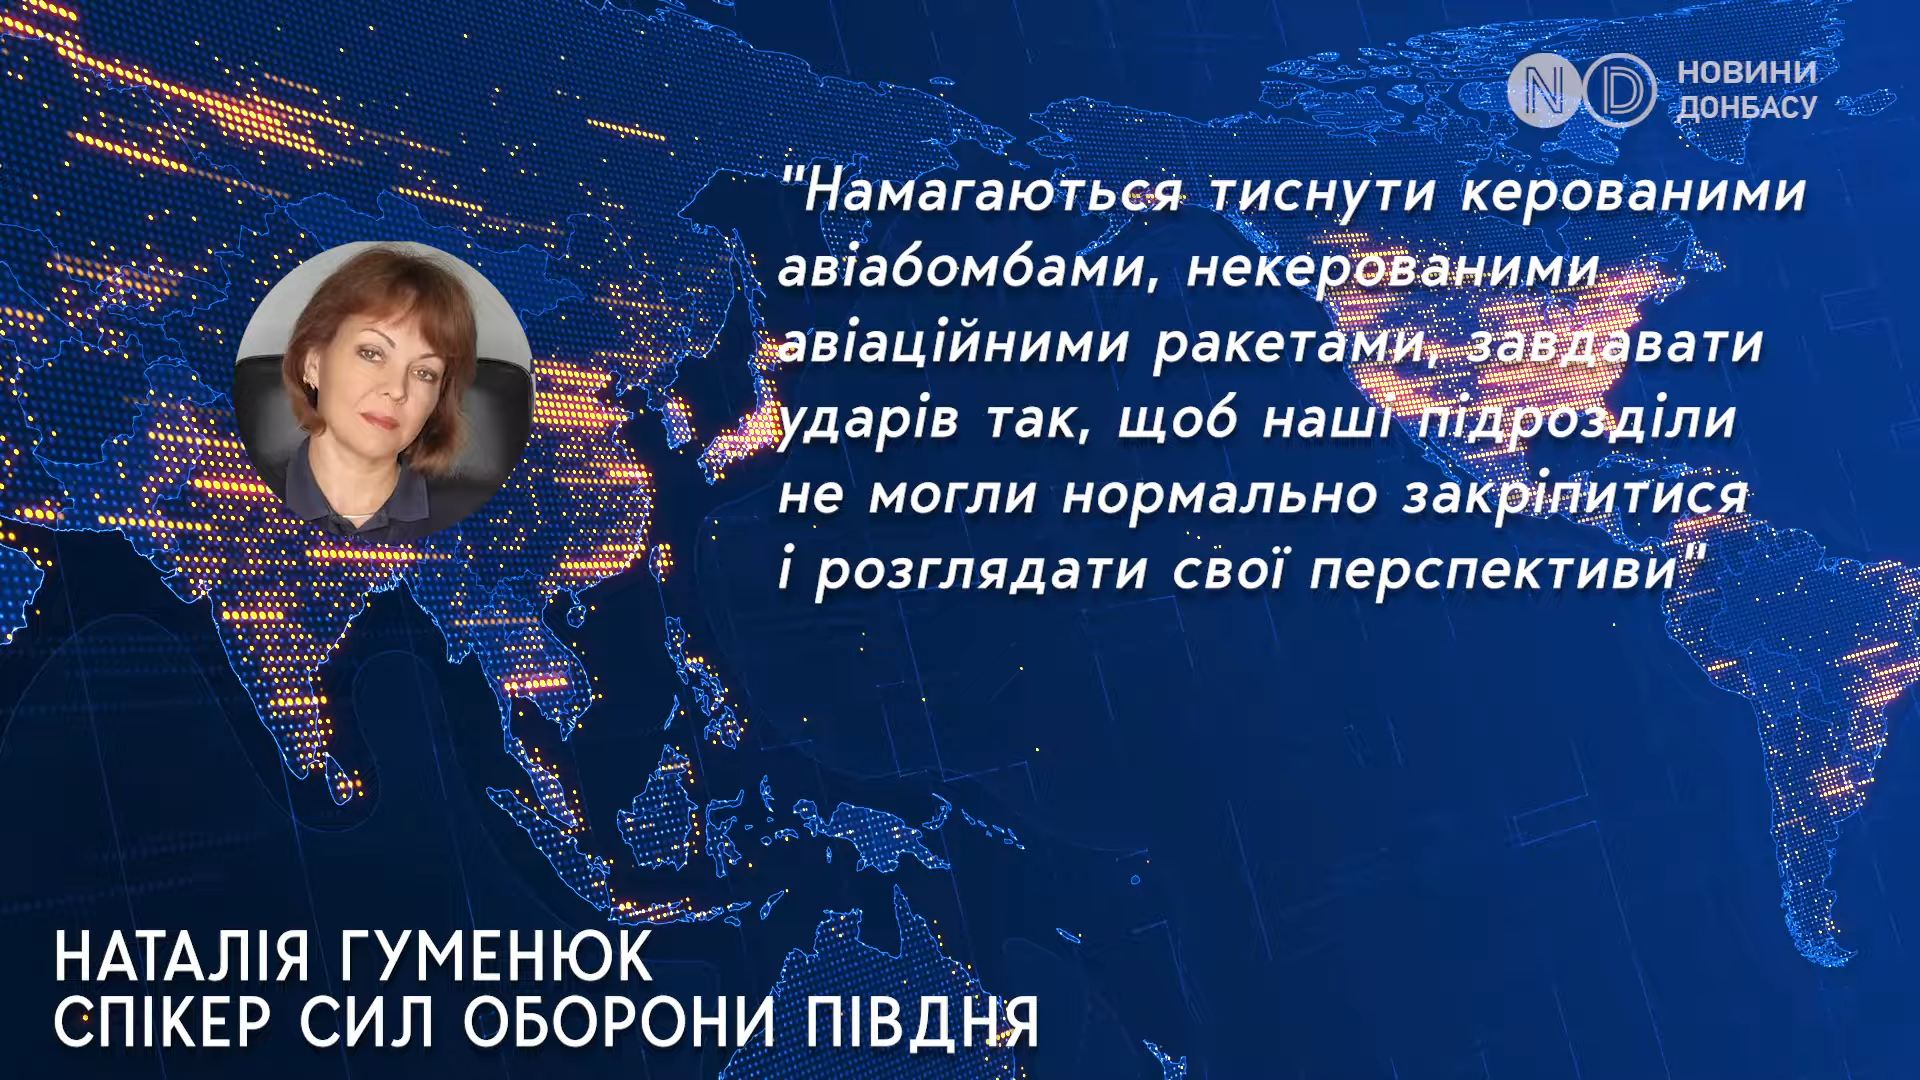 ND
НОВИНИ
ДОНБАСУ
"Намагаються тиснути керованими
авіабомбами, некерованими
авіаційними ракетами, завдавати
ударів так, щоб наші підрозділи
не могли нормально закріпитися
і розглядати свої перспективи"
НАТАЛІЯ ГУМЕНЮК
СПІКЕР СИЛ ОБОРОНИ ПІВДНЯ